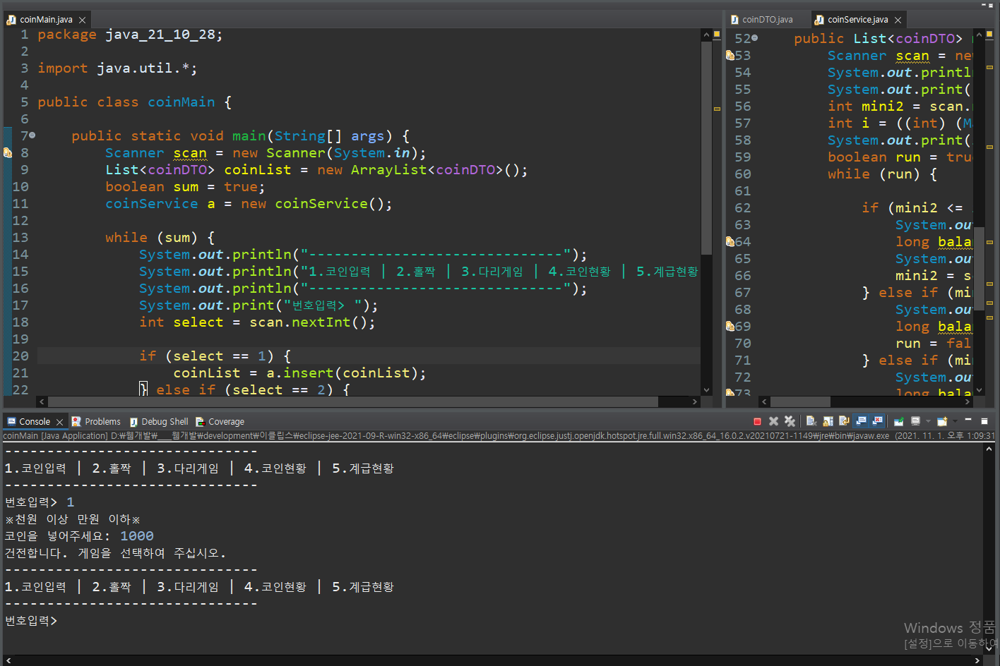 coinMain.java
1 package java_21_10_28;
2
3 import java.util.*;
4
5 public class coinMain {
6
7 public static void main(String[] args) {
8 Scanner scan = new Scanner(System.in);
9 List<coinDTO> coinList = new ArrayList<coinDTO>();
10 boolean sum = true;
11 coinService a = new coinService();
12
13 while (sum) {
14 System.out.println("------------------------------");
15 System.out.println("1.코인입력 | 2.홀짝 | 3.다리게임 | 4.코인현황 | 5.계급현황
16 System.out.println("------------------------------");
17 System.out.print("번호입력> ");
18 int select = scan.nextInt();
19
20 if (select == 1) {
21 coinList = a.insert(coinList);
22 } else if (select == 2) {
coinDTO.java coinService.java
52 public List<coinDTO>
53 Scanner scan = ne
54 System.out.printl
55 System.out.print(
56 int mini2 = scan.
57 int i = ((int) (M
58 System.out.print(
59 boolean run = tru
60 while (run) {
61
62 if (mini2 <=
63 System.ou
64 long bala
65 System.ou
66 mini2 = s
67 } else if (mi
68 System.ou
69 long bala
70 run = fal
71 } else if (mi
72 System.ou
73 long bala
Console Problems Debug Shell Coverage
coinMain [Java Application] D:₩웹개발₩___웹개발₩development₩이클립스₩eclipse-jee-2021-09-R-win32-x86_64₩eclipse₩plugins₩org.eclipse.justj.openjdk.hotspot.jre.full.win32.x86_64_16.0.2.v20210721-1149₩jre₩bin₩javaw.exe (2021. 11. 1. 오후 1:09:31
------------------------------
1.코인입력 | 2.홀짝 | 3.다리게임 | 4.코인현황 | 5.계급현황
------------------------------
번호입력> 1
※천원 이상 만원 이하※
코인을 넣어주세요: 1000
건전합니다. 게임을 선택하여 주십시오.
------------------------------
1.코인입력 | 2.홀짝 | 3.다리게임 | 4.코인현황 | 5.계급현황
------------------------------
번호입력>
Windows 정품
[설정]으로 이동하여